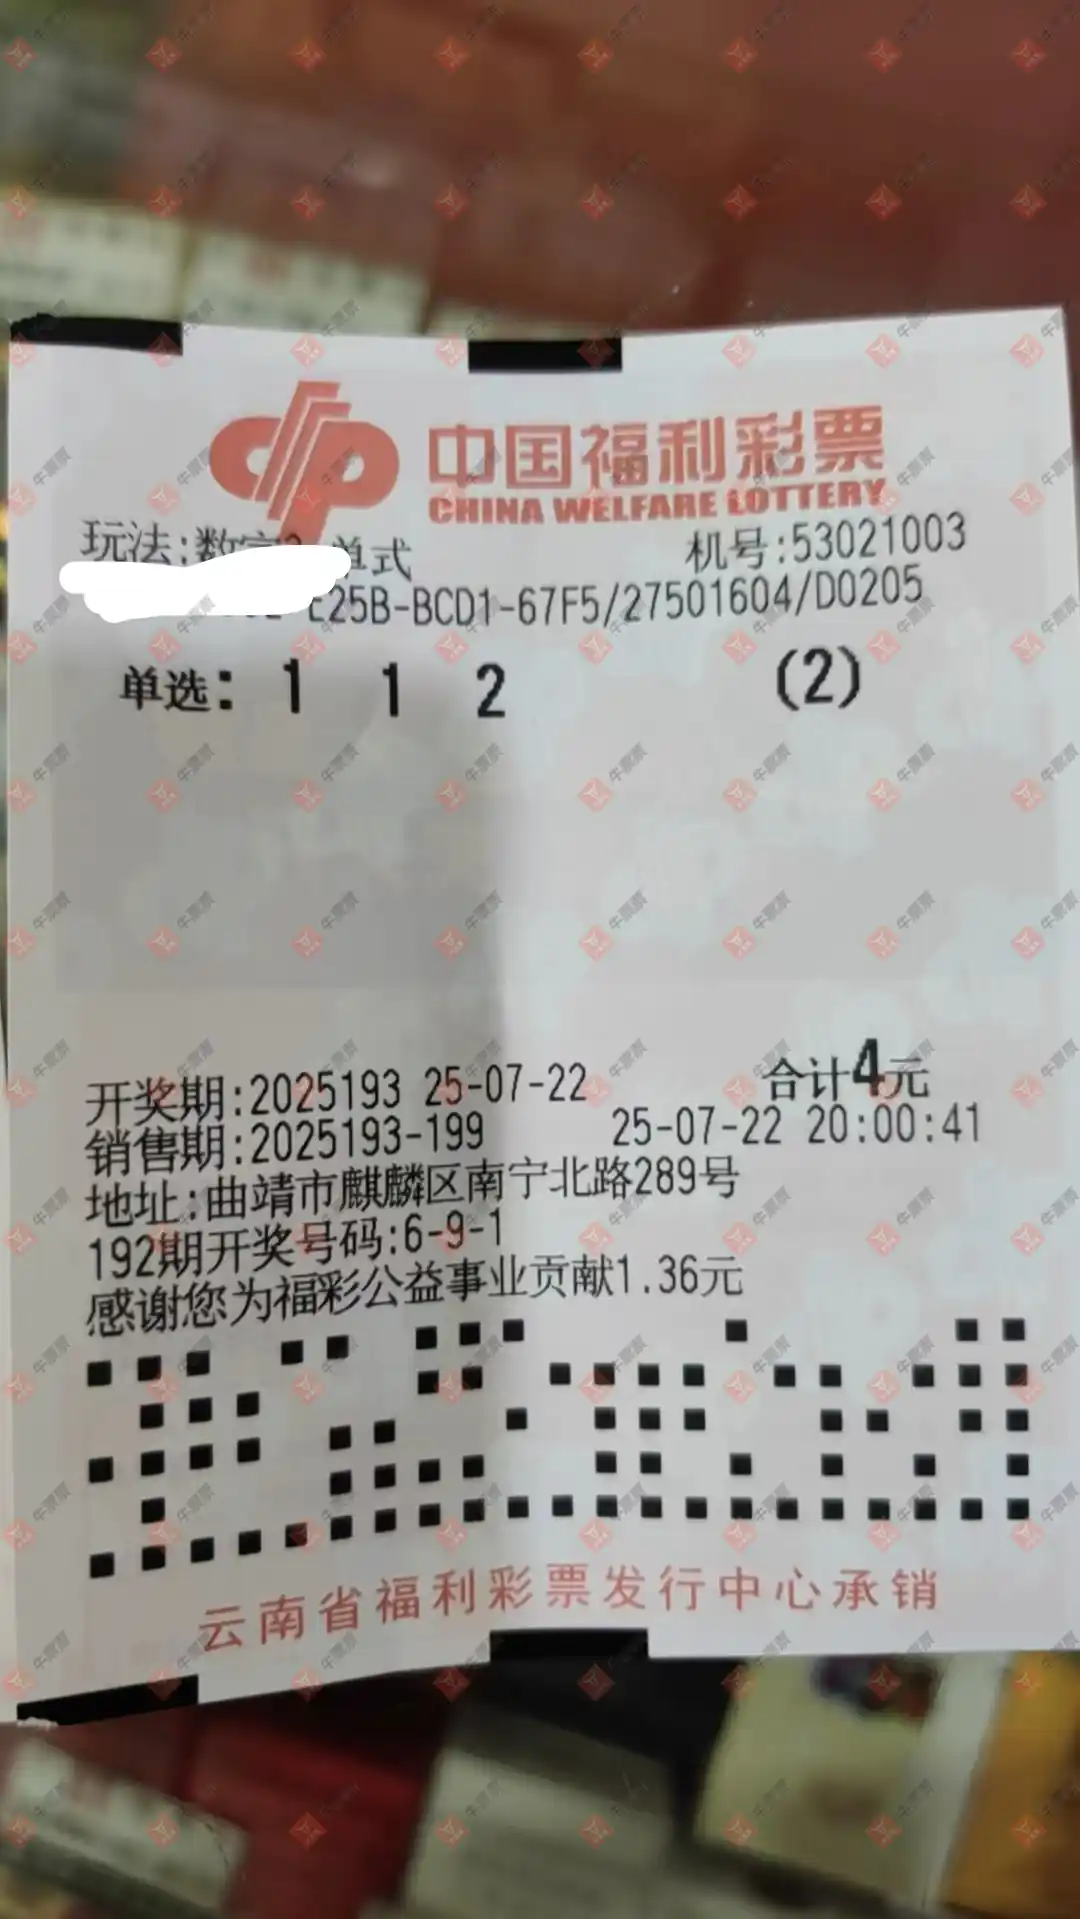 中国福利彩票
CHINA WELFARE LOTTERY
玩法:数字3 单式 机号:53021003
E25B-BCD1-67F5/27501604/D0205
单选: 1 1 2 (2)
合计4元
开奖期:2025193 25-07-22
销售期:2025193-199 25-07-22 20:00:41
地址:曲靖市麒麟区南宁北路289号
192期开奖号码:6-9-1
感谢您为福彩公益事业贡献1.36元
云南省福利彩票发行中心承销
牛票票